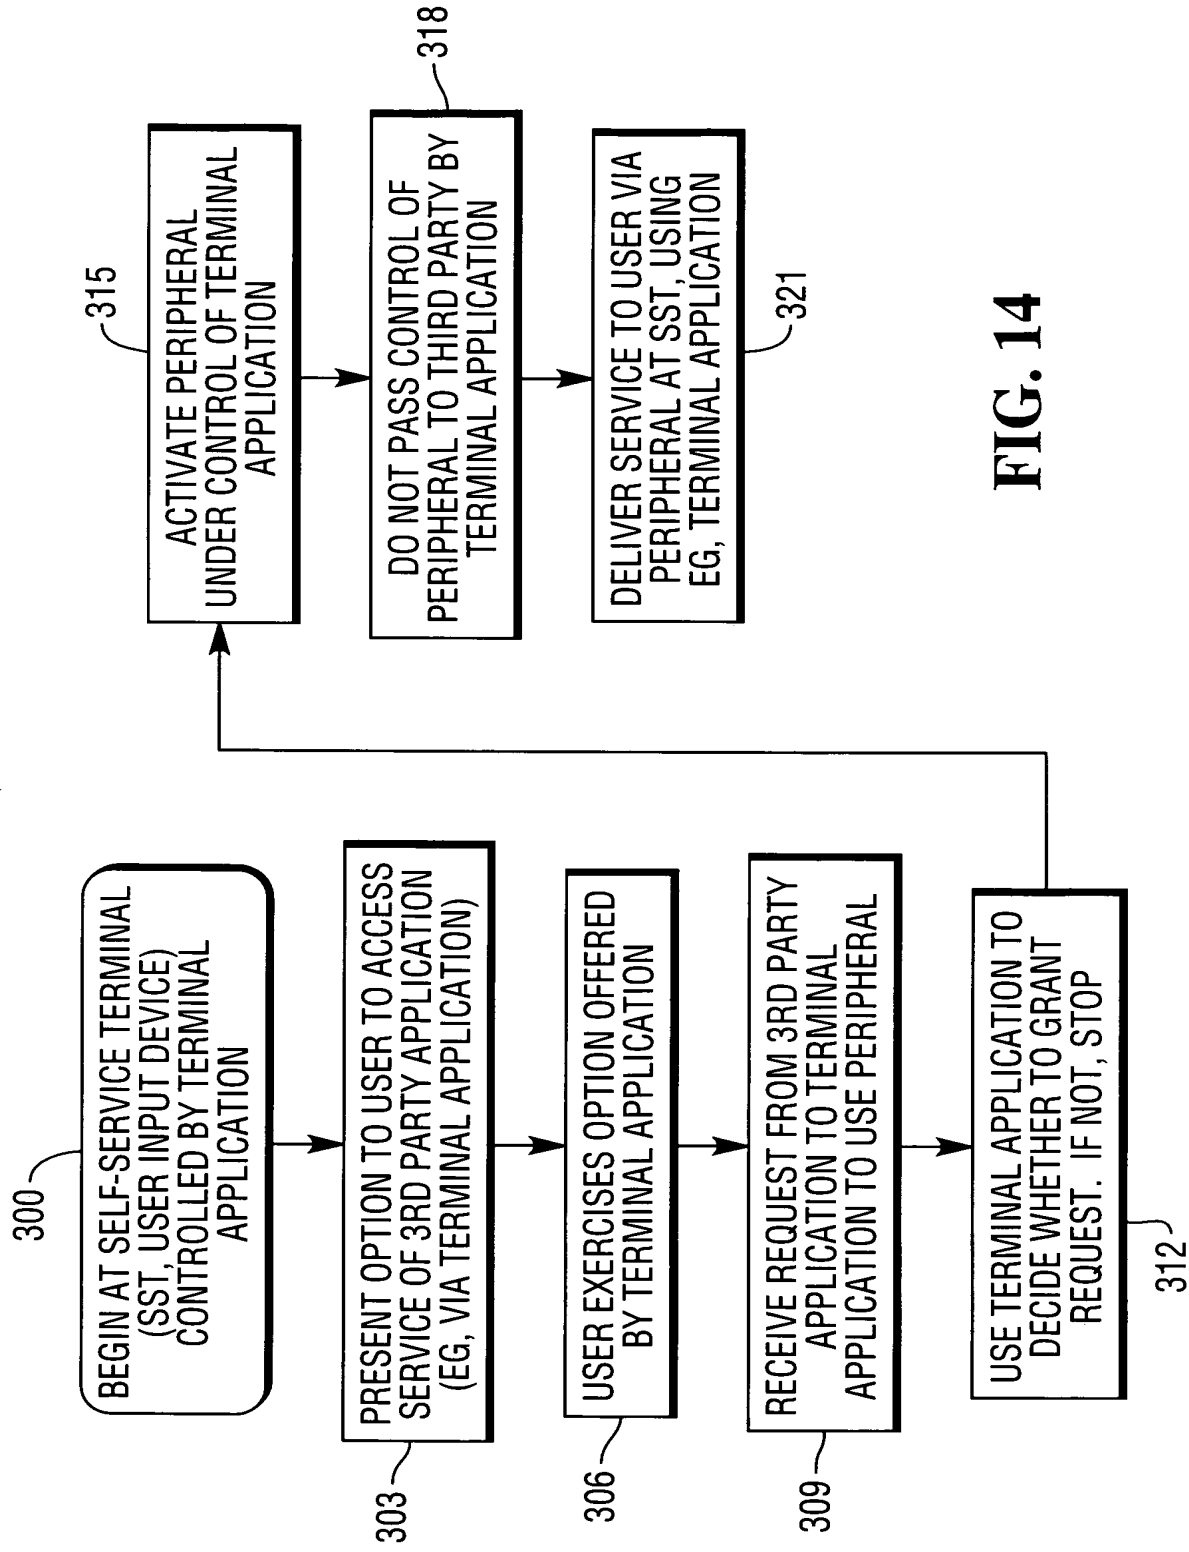 300
BEGIN AT SELF-SERVICE TERMINAL
(SST, USER INPUT DEVICE)
CONTROLLED BY TERMINAL
APPLICATION
303
PRESENT OPTION TO USER TO ACCESS
SERVICE OF 3RD PARTY APPLICATION
(EG, VIA TERMINAL APPLICATION)
306
USER EXERCISES OPTION OFFERED
BY TERMINAL APPLICATION
309
RECEIVE REQUEST FROM 3RD PARTY
APPLICATION TO TERMINAL
APPLICATION TO USE PERIPHERAL
USE TERMINAL APPLICATION TO
DECIDE WHETHER TO GRANT
REQUEST. IF NOT, STOP
312
315
ACTIVATE PERIPHERAL
UNDER CONTROL OF TERMINAL
APPLICATION
318
DO NOT PASS CONTROL OF
PERIPHERAL TO THIRD PARTY BY
TERMINAL APPLICATION
DELIVER SERVICE TO USER VIA
PERIPHERAL AT SST, USING
EG, TERMINAL APPLICATION
321
FIG. 14